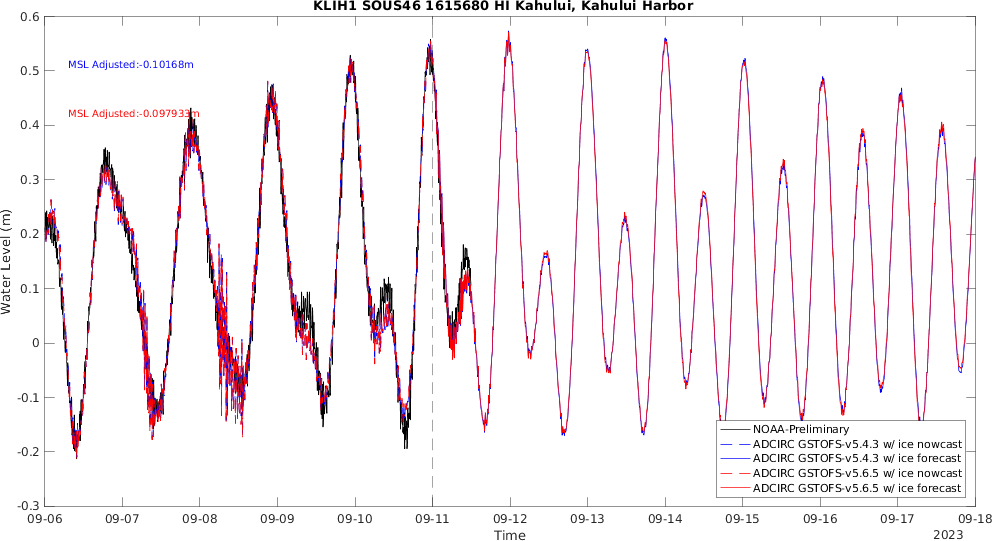 KLIH1 SOUS46 1615680 HI Kahului, Kahului Harbor
0.6
0.5
0.4
0.3
0.2
0.1
0
-0.1
-0.2
-0.3
Water Level (m)
MSL Adjusted:-0.10168m
MSL Adjusted:-0.097933m
NOAA-Preliminary
ADCIRC GSTOFS-v5.4.3 w/ ice nowcast
ADCIRC GSTOFS-v5.4.3 w/ ice forecast
ADCIRC GSTOFS-v5.6.5 w/ ice nowcast
ADCIRC GSTOFS-v5.6.5 w/ ice forecast
09-06 09-07 09-08 09-09 09-10 09-11 09-12 09-13 09-14 09-15 09-16 09-17 09-18
Time
2023